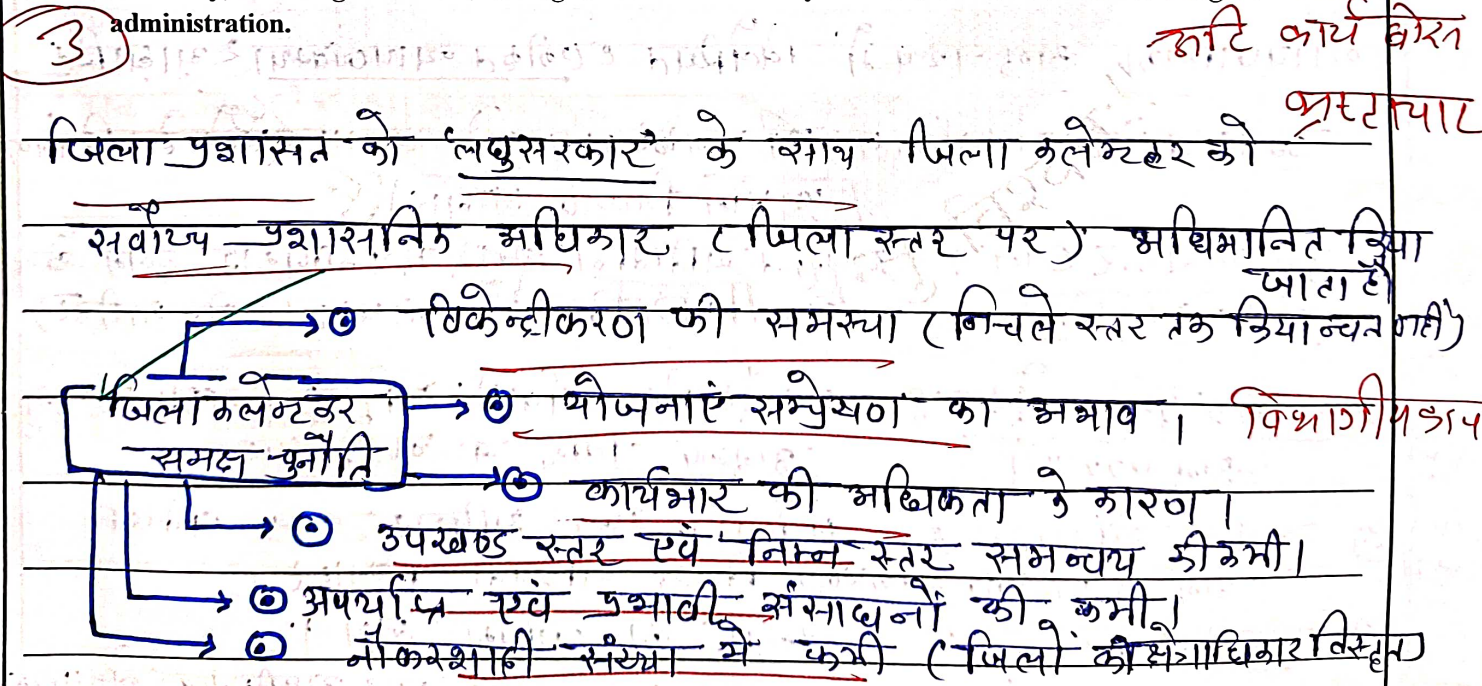 administration.
3
कार्य बोझ
भ्रष्टाचार
जिला प्रशासन को 'लघुसरकार' के साथ जिला कलेक्टर को
सर्वोच्च प्रशासनिक अधिकार (जिला स्तर पर) अधिमानित किया
जाता है
विकेन्द्रीकरण की समस्या (निचले स्तर तक क्रियान्वत नहीं)
जिला कलेक्टर
समक्ष चुनौति
योजनाएं सम्प्रेषण का अभाव ।
विभागीय
कार्यभार की अधिकता के कारण ।
उपखण्ड स्तर एवं निम्न स्तर समन्वय की कमी।
अपर्याप्त एवं प्रभावी संसाधनों की कमी।
नौकरशाही संख्या में कमी (जिलों की क्षेत्राधिकार विस्तृत)